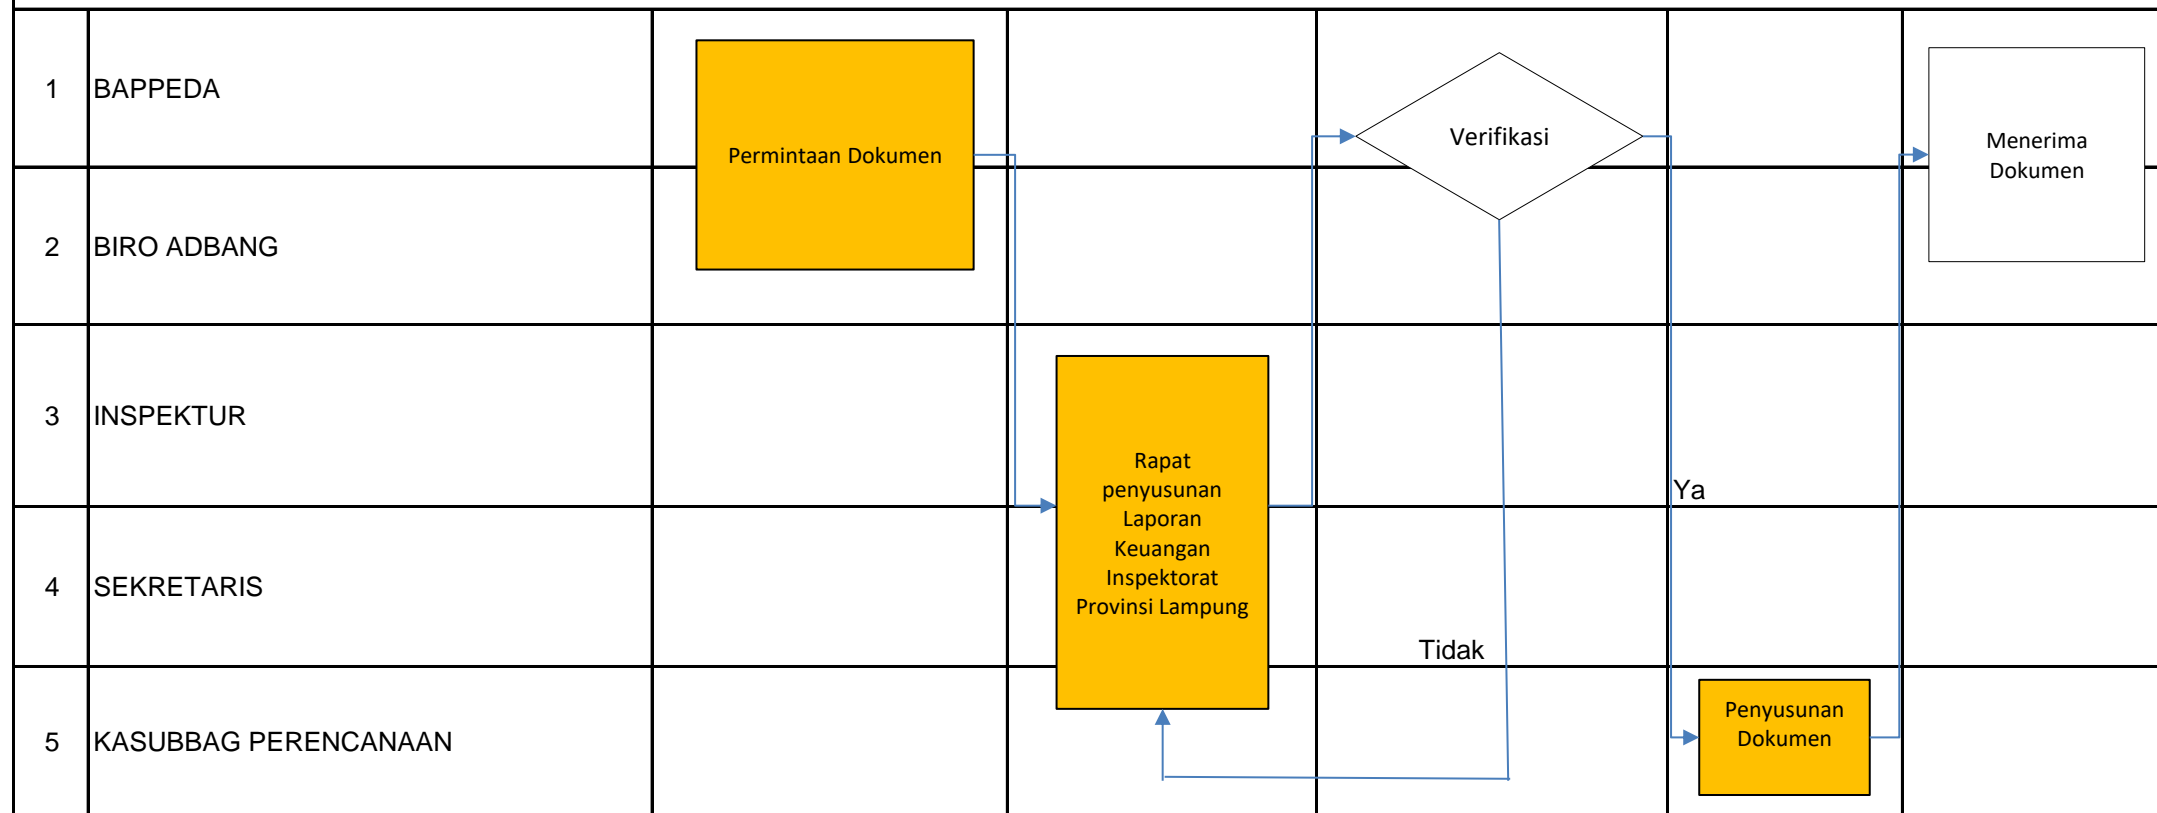 1 BAPPEDA
Permintaan Dokumen
Verifikasi
Menerima
Dokumen
2 BIRO ADBANG
3 INSPEKTUR
Rapat
penyusunan
Laporan
Keuangan
Inspektorat
Provinsi Lampung
Ya
4 SEKRETARIS
Tidak
5 KASUBBAG PERENCANAAN
Penyusunan
Dokumen